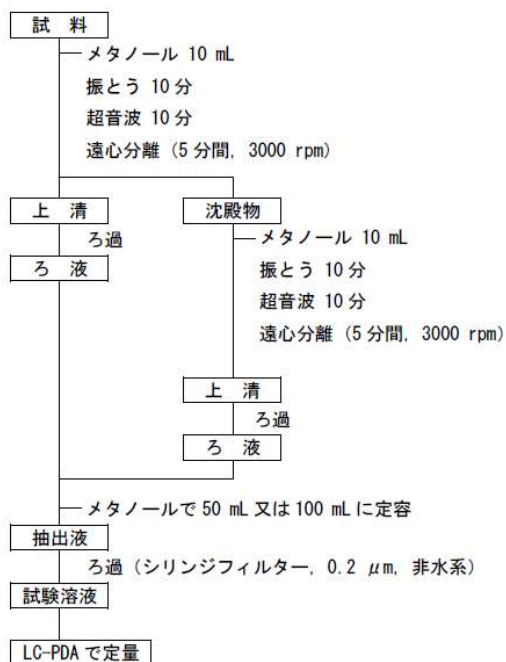 試 料
メタノール 10 mL
振とう 10 分
超音波 10 分
遠心分離 (5 分間, 3000 rpm)
上 清
沈殿物
ろ過
ろ 液
メタノール 10 mL
振とう 10 分
超音波 10 分
遠心分離 (5 分間, 3000 rpm)
上 清
ろ過
ろ 液
メタノールで 50 mL 又は 100 mL に定容
抽出液
ろ過 (シリンジフィルター, 0.2 μm, 非水系)
試験溶液
LC-PDA で定量